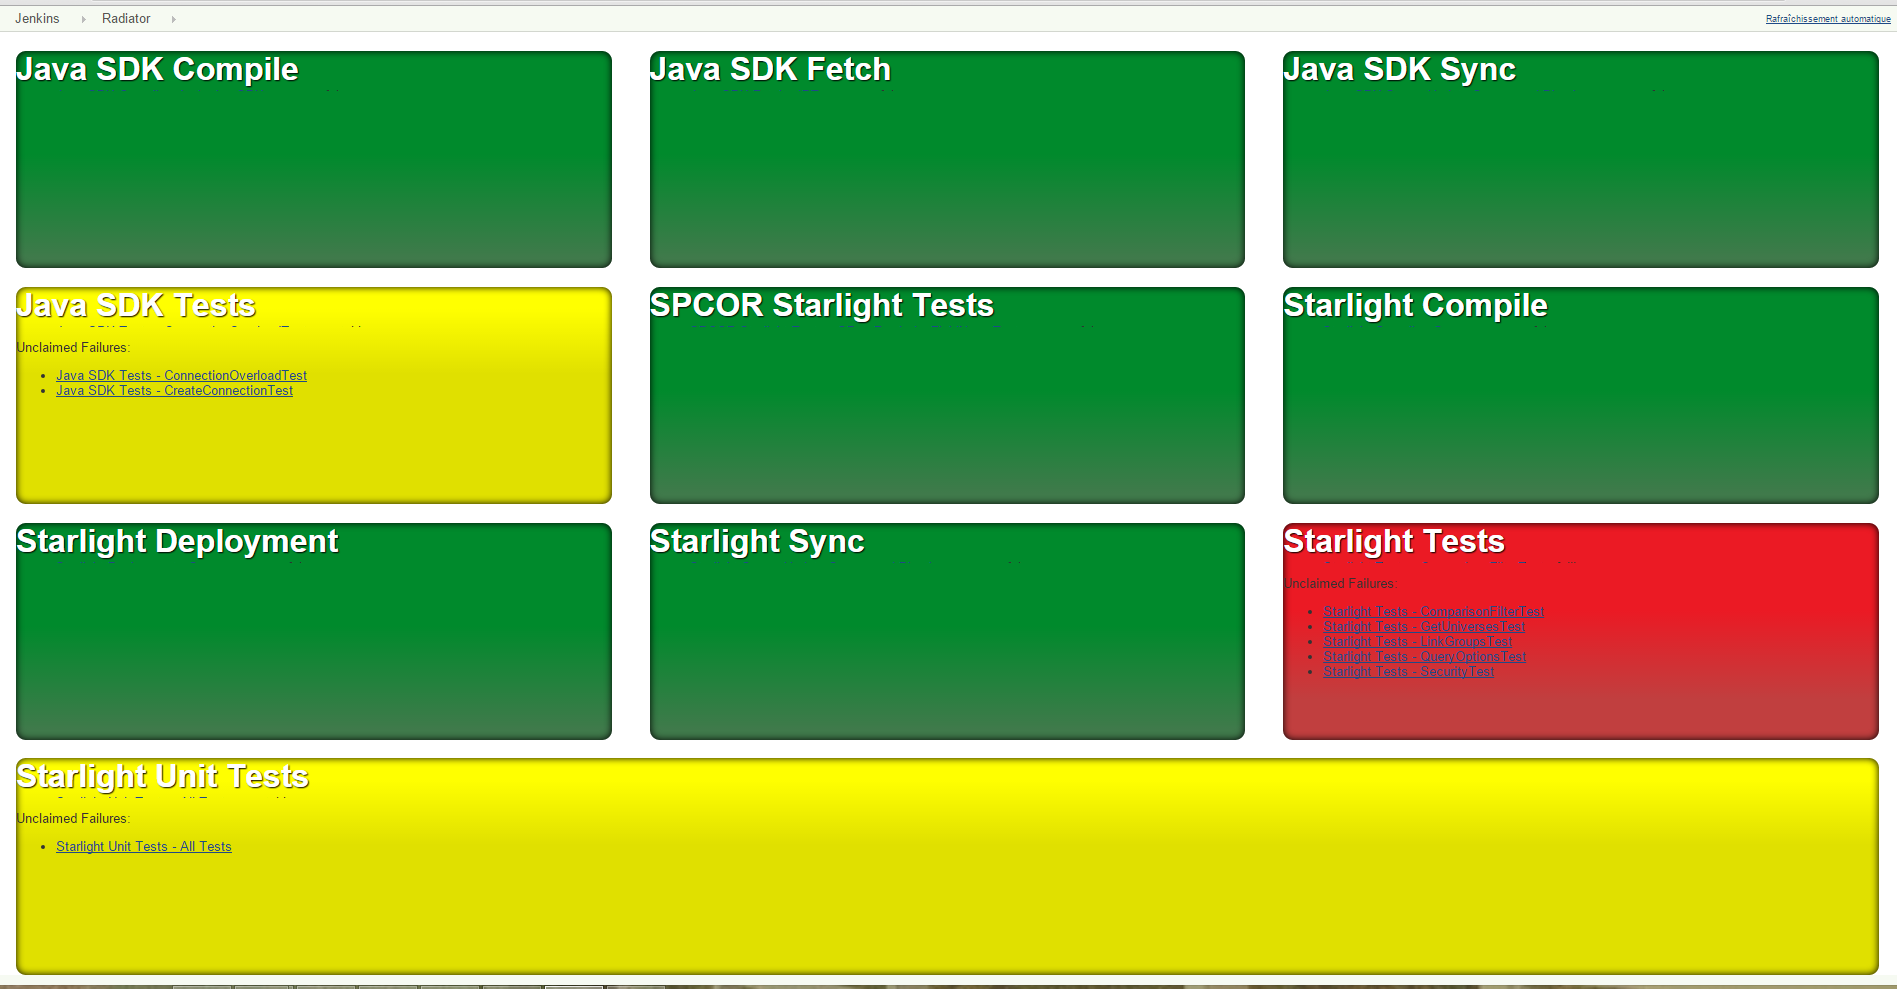 Jenkins Radiator Rafraîchissement automatique
Java SDK Compile
Java SDK Fetch
Java SDK Sync
Java SDK Tests
Unclaimed Failures:
Java SDK Tests - ConnectionOverloadTest
Java SDK Tests - CreateConnectionTest
SPCOR Starlight Tests
Starlight Compile
Starlight Deployment
Starlight Sync
Starlight Tests
Unclaimed Failures:
Starlight Tests - ComparisonFilterTest
Starlight Tests - GetUniversesTest
Starlight Tests - LinkGroupsTest
Starlight Tests - QueryOptionsTest
Starlight Tests - SecurityTest
Starlight Unit Tests
Unclaimed Failures:
Starlight Unit Tests - All Tests